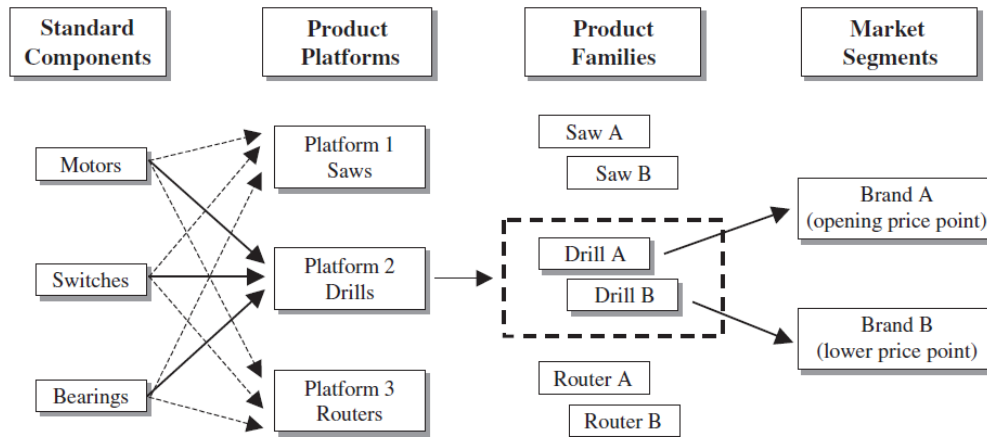 Standard
Components
Product
Platforms
Product
Families
Market
Segments
Motors
Switches
Bearings
Platform 1
Saws
Platform 2
Drills
Platform 3
Routers
Saw A
Saw B
Drill A
Drill B
Router A
Router B
Brand A
(opening price point)
Brand B
(lower price point)